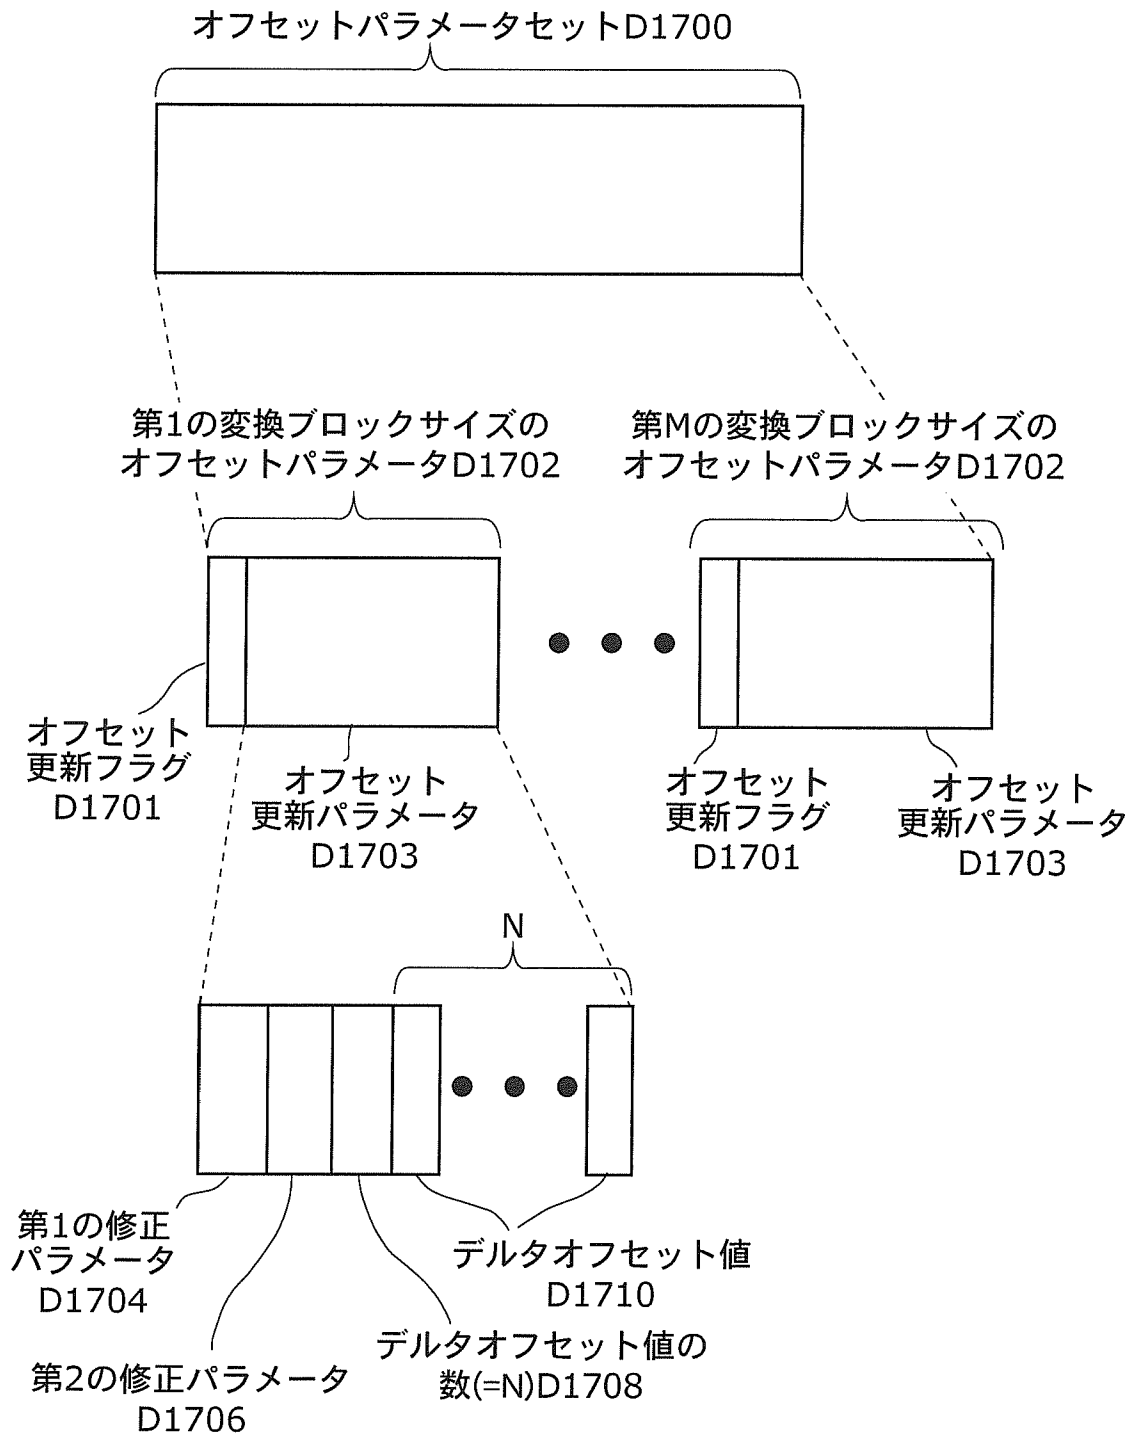 オフセットパラメータセットD1700
第1の変換ブロックサイズの
オフセットパラメータD1702
第Mの変換ブロックサイズの
オフセットパラメータD1702
オフセット
更新フラグ
D1701
オフセット
更新パラメータ
D1703
オフセット
更新フラグ
D1701
オフセット
更新パラメータ
D1703
N
第1の修正
パラメータ
D1704
第2の修正パラメータ
D1706
デルタオフセット値の
数(=N)D1708
デルタオフセット値
D1710